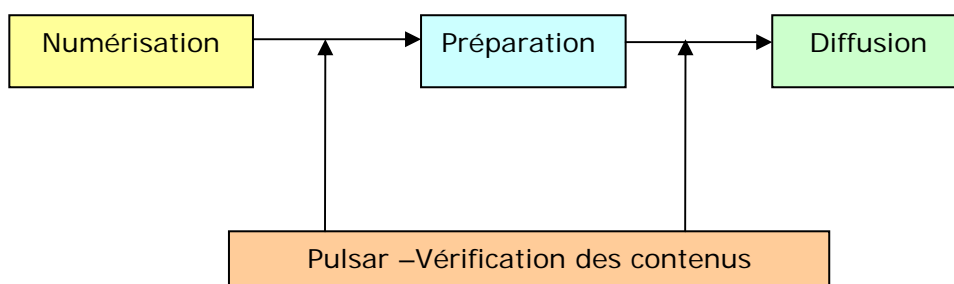 Numérisation
Préparation
Diffusion
Pulsar –Vérification des contenus